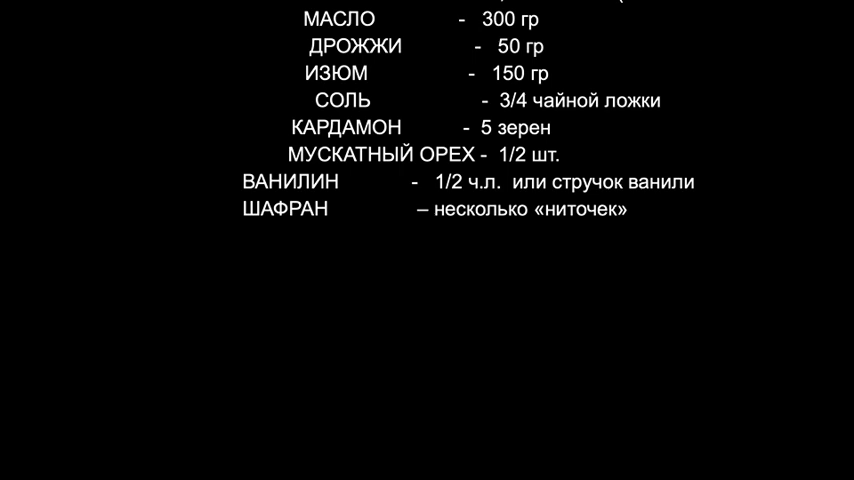 МАСЛО - 300 гр
ДРОЖЖИ - 50 гр
ИЗЮМ - 150 гр
СОЛЬ - 3/4 чайной ложки
КАРДАМОН - 5 зерен
МУСКАТНЫЙ ОРЕХ - 1/2 шт.
ВАНИЛИН - 1/2 ч.л. или стручок ванили
ШАФРАН – несколько «ниточек»